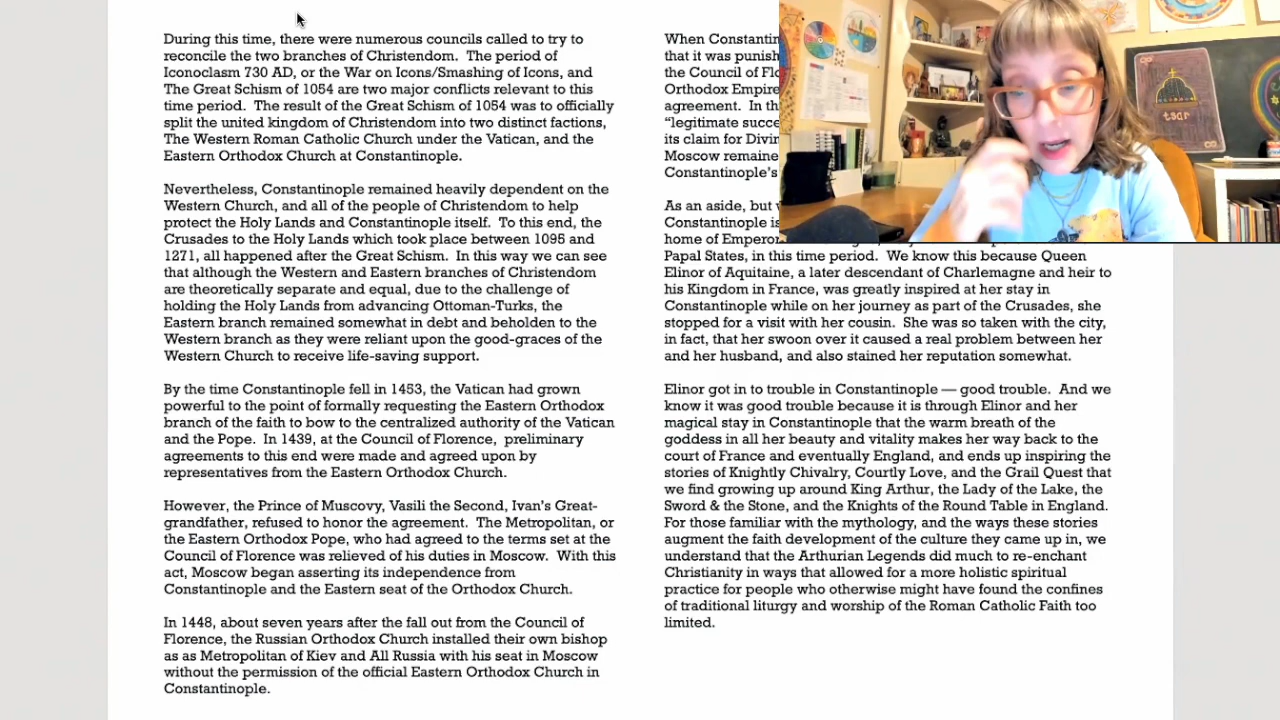 During this time, there were numerous councils called to try to
reconcile the two branches of Christendom.  The period of
Iconoclasm 730 AD, or the War on Icons/Smashing of Icons, and
The Great Schism of 1054 are two major conflicts relevant to this
time period.  The result of the Great Schism of 1054 was to officially
split the united kingdom of Christendom into two distinct factions,
The Western Roman Catholic Church under the Vatican, and the
Eastern Orthodox Church at Constantinople.
Nevertheless, Constantinople remained heavily dependent on the
Western Church, and all of the people of Christendom to help
protect the Holy Lands and Constantinople itself.  To this end, the
Crusades to the Holy Lands which took place between 1095 and
1271, all happened after the Great Schism.  In this way we can see
that although the Western and Eastern branches of Christendom
are theoretically separate and equal, due to the challenge of
holding the Holy Lands from advancing Ottoman-Turks, the
Eastern branch remained somewhat in debt and beholden to the
Western branch as they were reliant upon the good-graces of the
Western Church to receive life-saving support.
By the time Constantinople fell in 1453, the Vatican had grown
powerful to the point of formally requesting the Eastern Orthodox
branch of the faith to bow to the centralized authority of the Vatican
and the Pope.  In 1439, at the Council of Florence,  preliminary
agreements to this end were made and agreed upon by
representatives from the Eastern Orthodox Church.
However, the Prince of Muscovy, Vasili the Second, Ivan's Great-
grandfather, refused to honor the agreement.  The Metropolitan, or
the Eastern Orthodox Pope, who had agreed to the terms set at the
Council of Florence was relieved of his duties in Moscow.  With this
act, Moscow began asserting its independence from
Constantinople and the Eastern seat of the Orthodox Church.
In 1448, about seven years after the fall out from the Council of
Florence, the Russian Orthodox Church installed their own bishop
as as Metropolitan of Kiev and All Russia with his seat in Moscow
without the permission of the official Eastern Orthodox Church in
Constantinople.
When Constantin
that it was punish
the Council of Flo
Orthodox Empire
agreement.  In th
"legitimate succe
its claim for Divin
Moscow remaine
Constantinople's
As an aside, but
Constantinople is
home of Emperor
Papal States, in this time period.  We know this because Queen
Elinor of Aquitaine, a later descendant of Charlemagne and heir to
his Kingdom in France, was greatly inspired at her stay in
Constantinople while on her journey as part of the Crusades, she
stopped for a visit with her cousin.  She was so taken with the city,
in fact, that her swoon over it caused a real problem between her
and her husband, and also stained her reputation somewhat.
Elinor got in to trouble in Constantinople — good trouble.  And we
know it was good trouble because it is through Elinor and her
magical stay in Constantinople that the warm breath of the
goddess in all her beauty and vitality makes her way back to the
court of France and eventually England, and ends up inspiring the
stories of Knightly Chivalry, Courtly Love, and the Grail Quest that
we find growing up around King Arthur, the Lady of the Lake, the
Sword & the Stone, and the Knights of the Round Table in England.
For those familiar with the mythology, and the ways these stories
augment the faith development of the culture they came up in, we
understand that the Arthurian Legends did much to re-enchant
Christianity in ways that allowed for a more holistic spiritual
practice for people who otherwise might have found the confines
of traditional liturgy and worship of the Roman Catholic Faith too
limited.
tsar